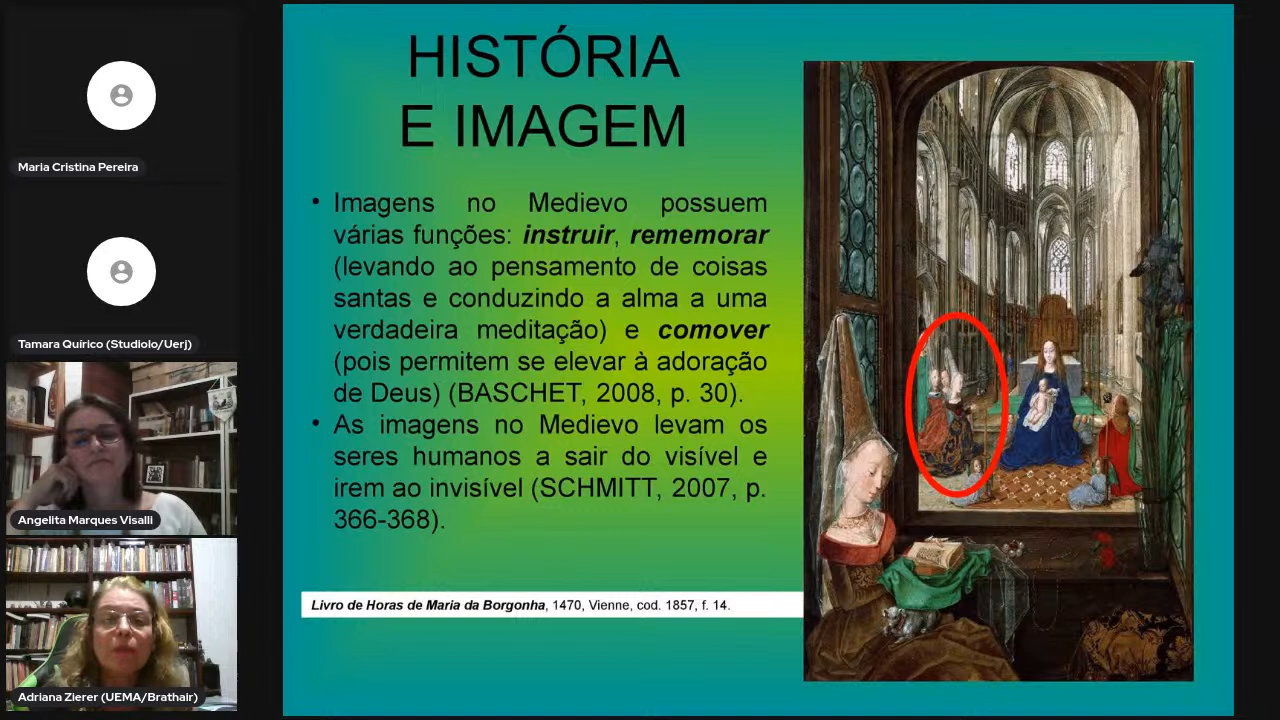 Maria Cristina Pereira
Tamara Quírico (Studiolo/Uerj)
Angelita Marques Visalli
Adriana Zierer (UEMA/Brathair)
HISTÓRIA
E IMAGEM
• Imagens no Medievo possuem
várias funções: instruir, rememorar
(levando ao pensamento de coisas
santas e conduzindo a alma a uma
verdadeira meditação) e comover
(pois permitem se elevar à adoração
de Deus) (BASCHET, 2008, p. 30).
• As imagens no Medievo levam os
seres humanos a sair do visível e
irem ao invisível (SCHMITT, 2007, p.
366-368).
Livro de Horas de Maria da Borgonha, 1470, Vienne, cod. 1857, f. 14.